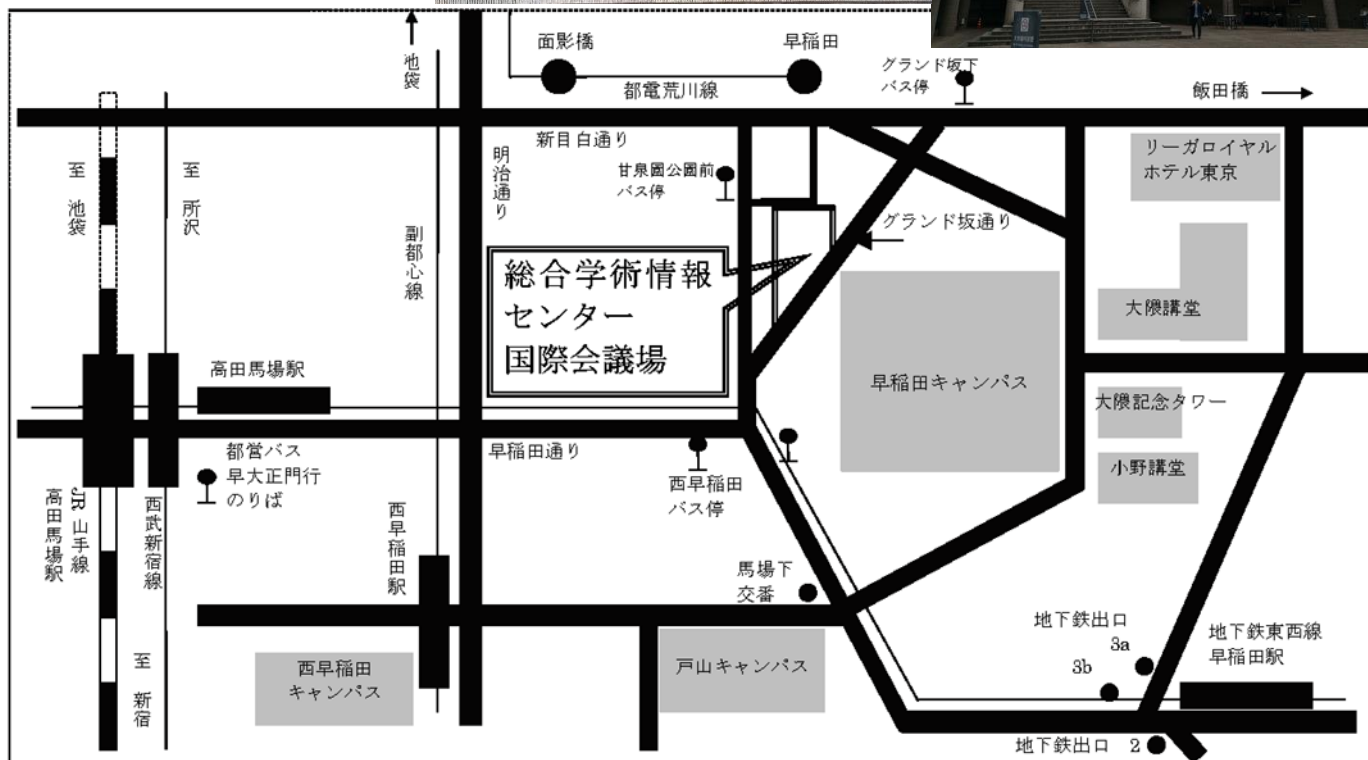 池袋
面影橋
早稲田
都電荒川線
グランド坂下
バス停
飯田橋
新目白通り
明治通り
甘泉園公園前
バス停
リーガロイヤル
ホテル東京
至 池袋
至 所沢
副都心線
グランド坂通り
総合学術情報
センター
国際会議場
大隈講堂
高田馬場駅
早稲田キャンパス
大隈記念タワー
都営バス
早大正門行
のりば
早稲田通り
西早稲田
バス停
小野講堂
JR 山手線
高田馬場駅
西武新宿線
西早稲田駅
馬場下
交番
地下鉄出口
3a
3b
地下鉄東西線
早稲田駅
至 新宿
西早稲田
キャンパス
戸山キャンパス
地下鉄出口 2